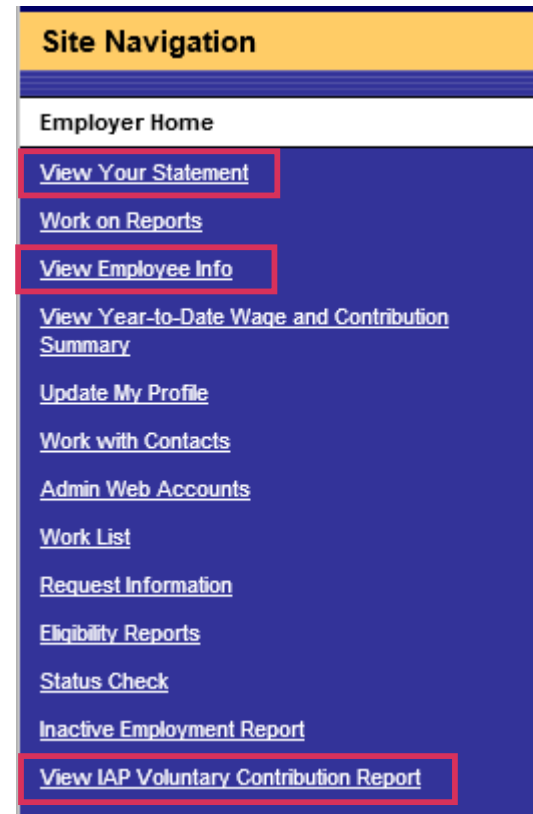 Site Navigation
Employer Home
View Your Statement
Work on Reports
View Employee Info
View Year-to-Date Wage and Contribution
Summary
Update My Profile
Work with Contacts
Admin Web Accounts
Work List
Request Information
Eligibility Reports
Status Check
Inactive Employment Report
View IAP Voluntary Contribution Report